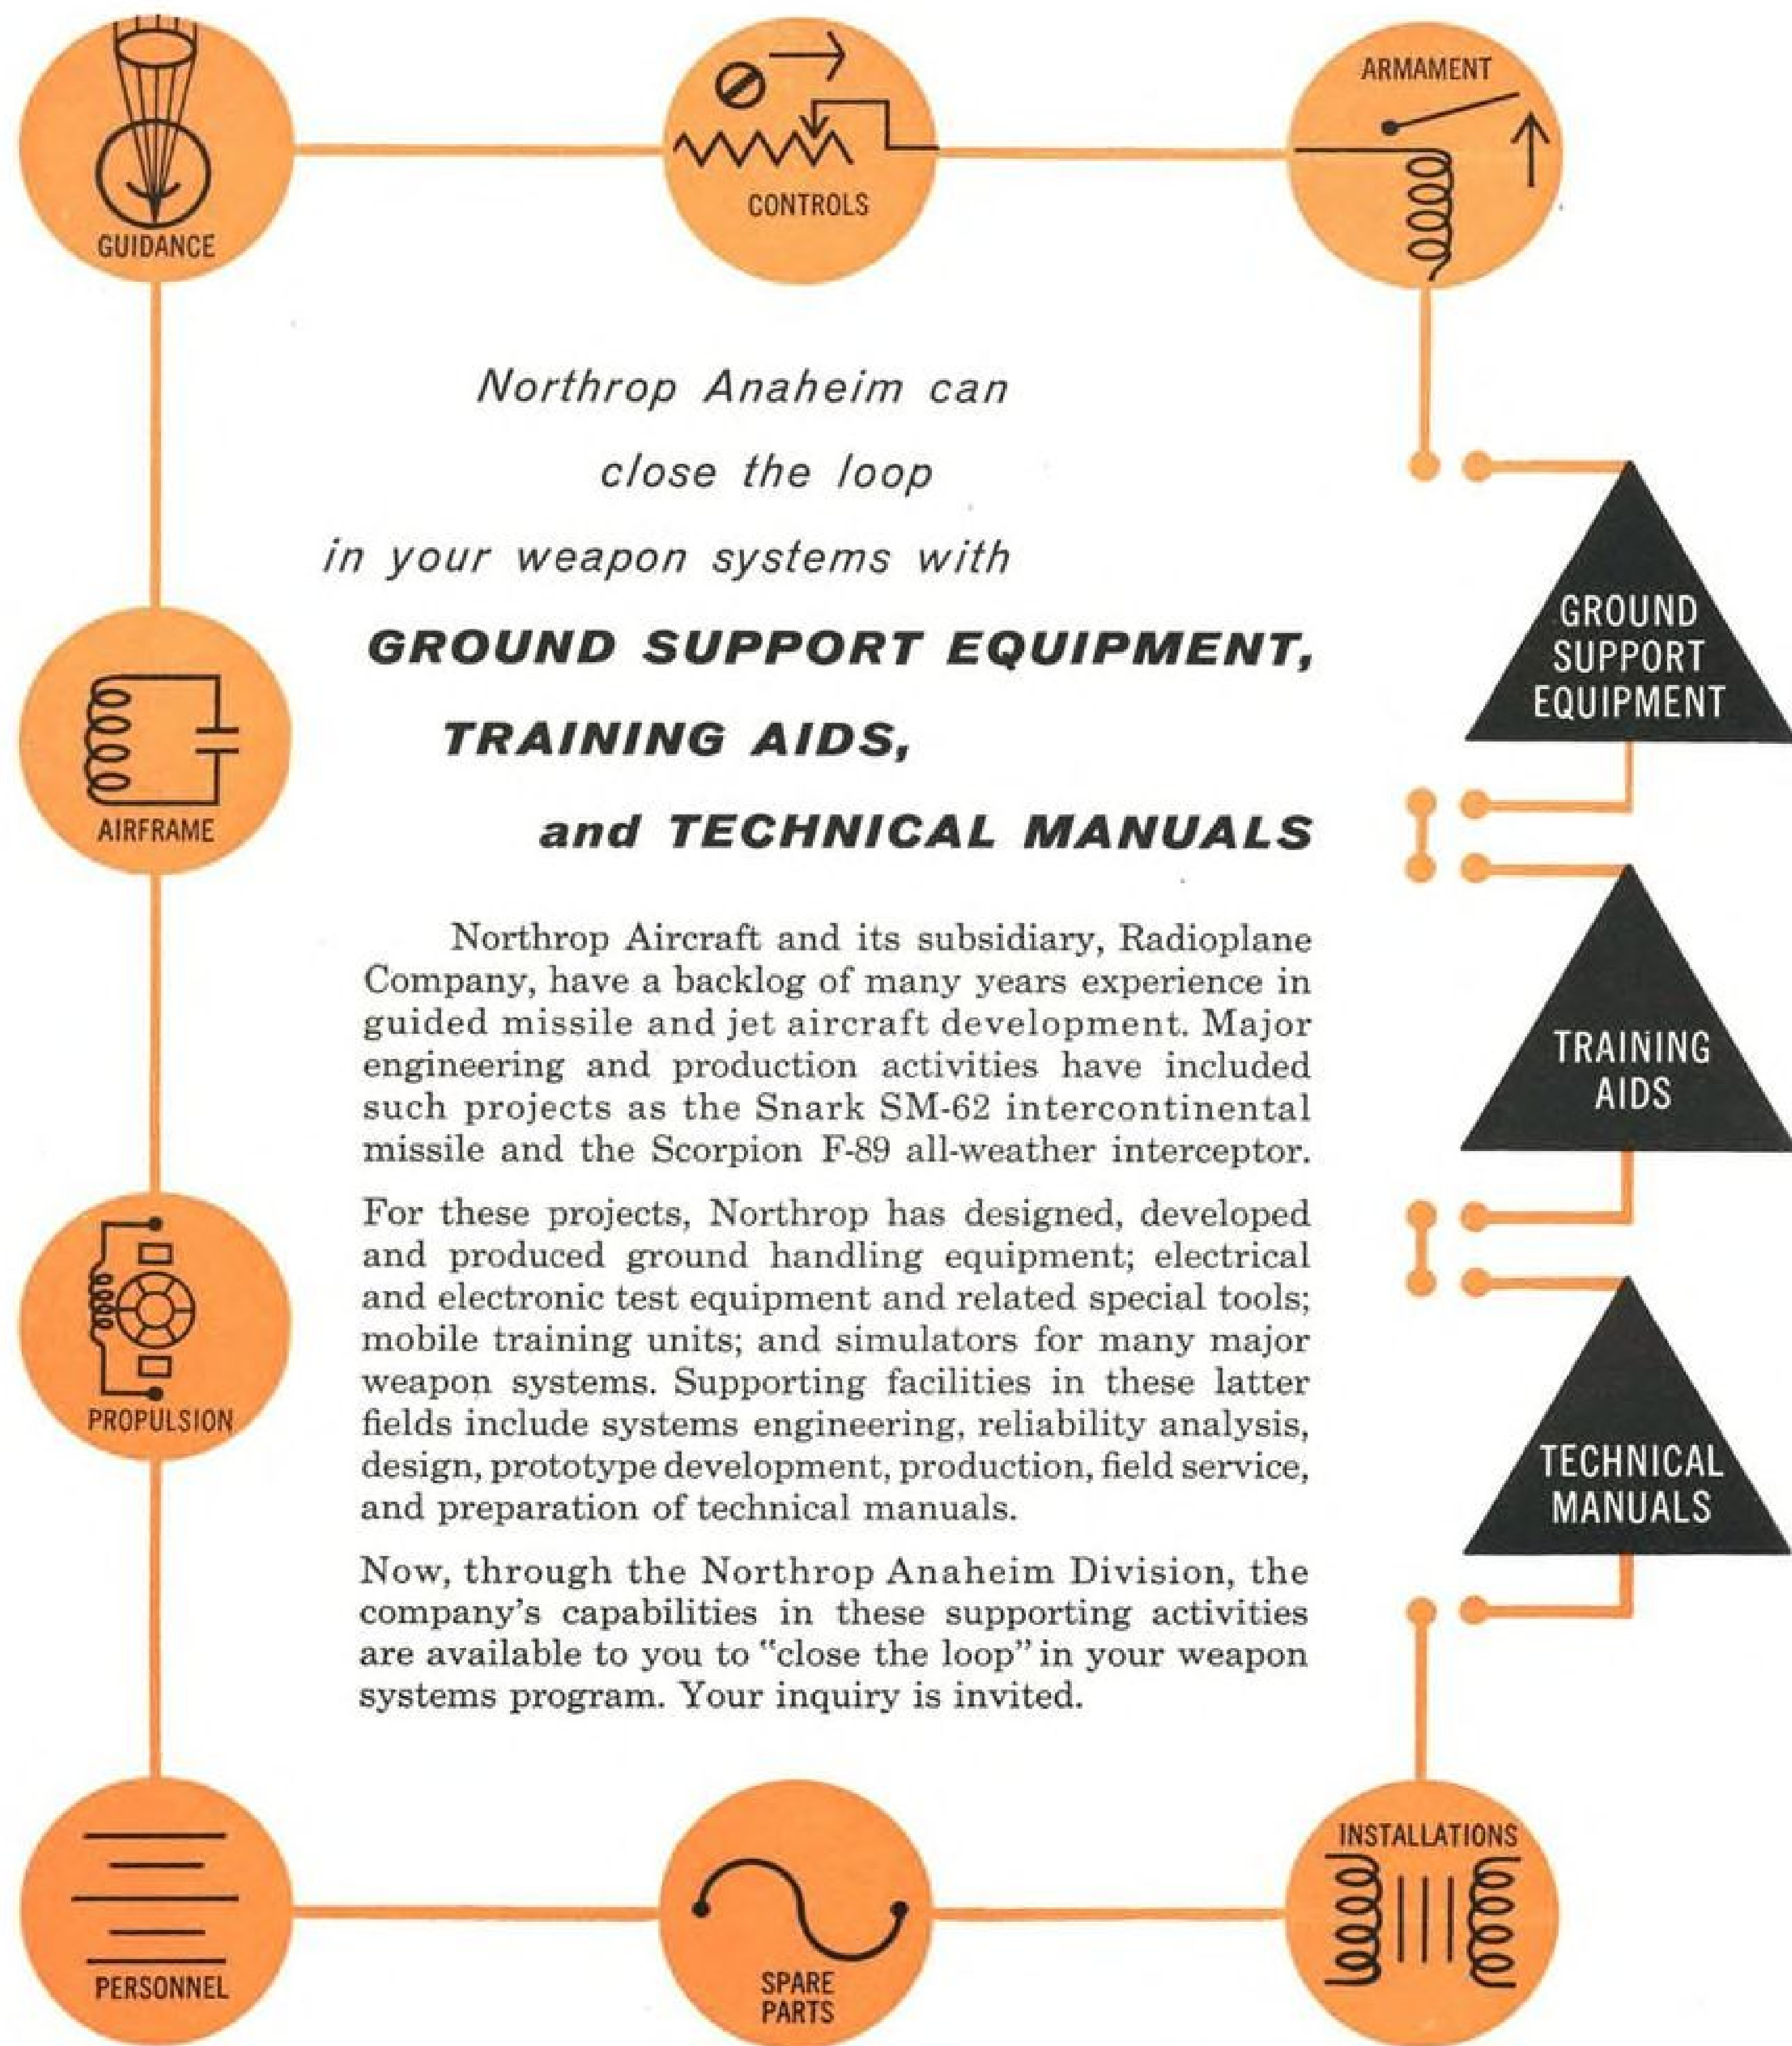 GUIDANCE
CONTROLS
ARMAMENT
Northrop Anaheim can
close the loop
in your weapon systems with
GROUND SUPPORT EQUIPMENT,
TRAINING AIDS,
and TECHNICAL MANUALS
Northrop Aircraft and its subsidiary, Radioplane
Company, have a backlog of many years experience in
guided missile and jet aircraft development. Major
engineering and production activities have included
such projects as the Snark SM-62 intercontinental
missile and the Scorpion F-89 all-weather interceptor.
For these projects, Northrop has designed, developed
and produced ground handling equipment; electrical
and electronic test equipment and related special tools;
mobile training units; and simulators for many major
weapon systems. Supporting facilities in these latter
fields include systems engineering, reliability analysis,
design, prototype development, production, field service,
and preparation of technical manuals.
Now, through the Northrop Anaheim Division, the
company's capabilities in these supporting activities
are available to you to "close the loop" in your weapon
systems program. Your inquiry is invited.
GROUND
SUPPORT
EQUIPMENT
TRAINING
AIDS
TECHNICAL
MANUALS
AIRFRAME
PROPULSION
PERSONNEL
SPARE
PARTS
INSTALLATIONS